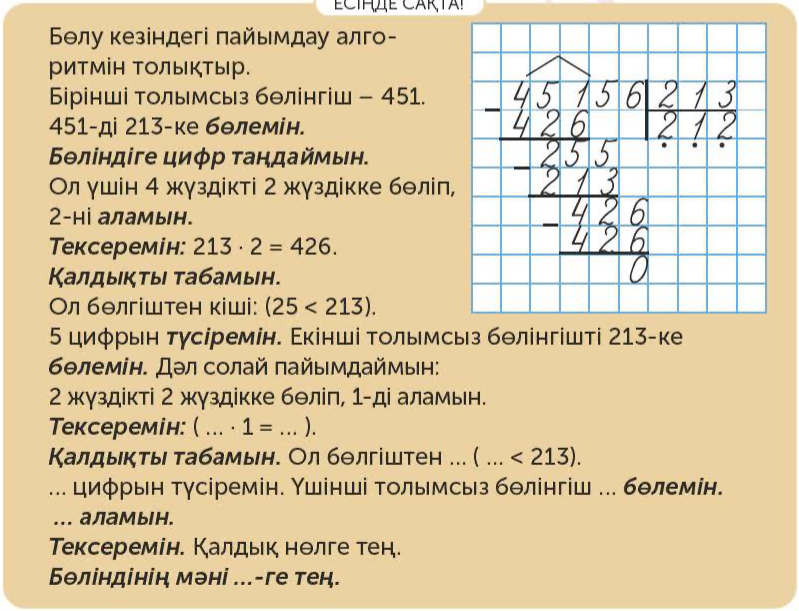 ЕСІҢДЕ САҚТА!
Бөлу кезіндегі пайымдау алго-
ритмін толықтыр.
Бірінші толымсыз бөлінгіш – 451.
451-ді 213-ке бөлемін.
Бөліндіге цифр таңдаймын.
Ол үшін 4 жүздікті 2 жүздікке бөліп,
2-ні аламын.
Тексеремін: 213 · 2 = 426.
Қалдықты табамын.
Ол бөлгіштен кіші: (25 < 213).
5 цифрын түсіремін. Екінші толымсыз бөлінгішті 213-ке
бөлемін. Дәл солай пайымдаймын:
2 жүздікті 2 жүздікке бөліп, 1-ді аламын.
Тексеремін: ( ... · 1 = ... ).
Қалдықты табамын. Ол бөлгіштен ... ( ... < 213).
... цифрын түсіремін. Үшінші толымсыз бөлінгіш ... бөлемін.
... аламын.
Тексеремін. Қалдық нөлге тең.
Бөліндінің мәні ...-ге тең.
45156 213
– 426 212
255
– 213
426
– 426
0